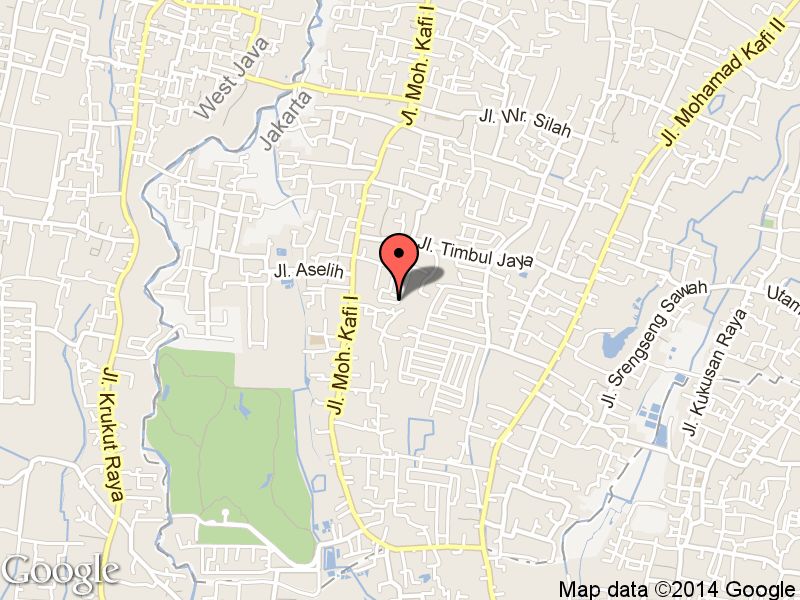 Jl. Moh. Kafi I
Jl. Mohamad Kafi II
West Java
Jakarta
Jl. Wr. Silah
Jl. Timbul Jaya
Jl. Aselih
Jl. Moh. Kafi I
Jl. Srengseng Sawah
Utam
Jl. Kukusan Raya
Jl. Krukut Raya
Google
Map data ©2014 Google